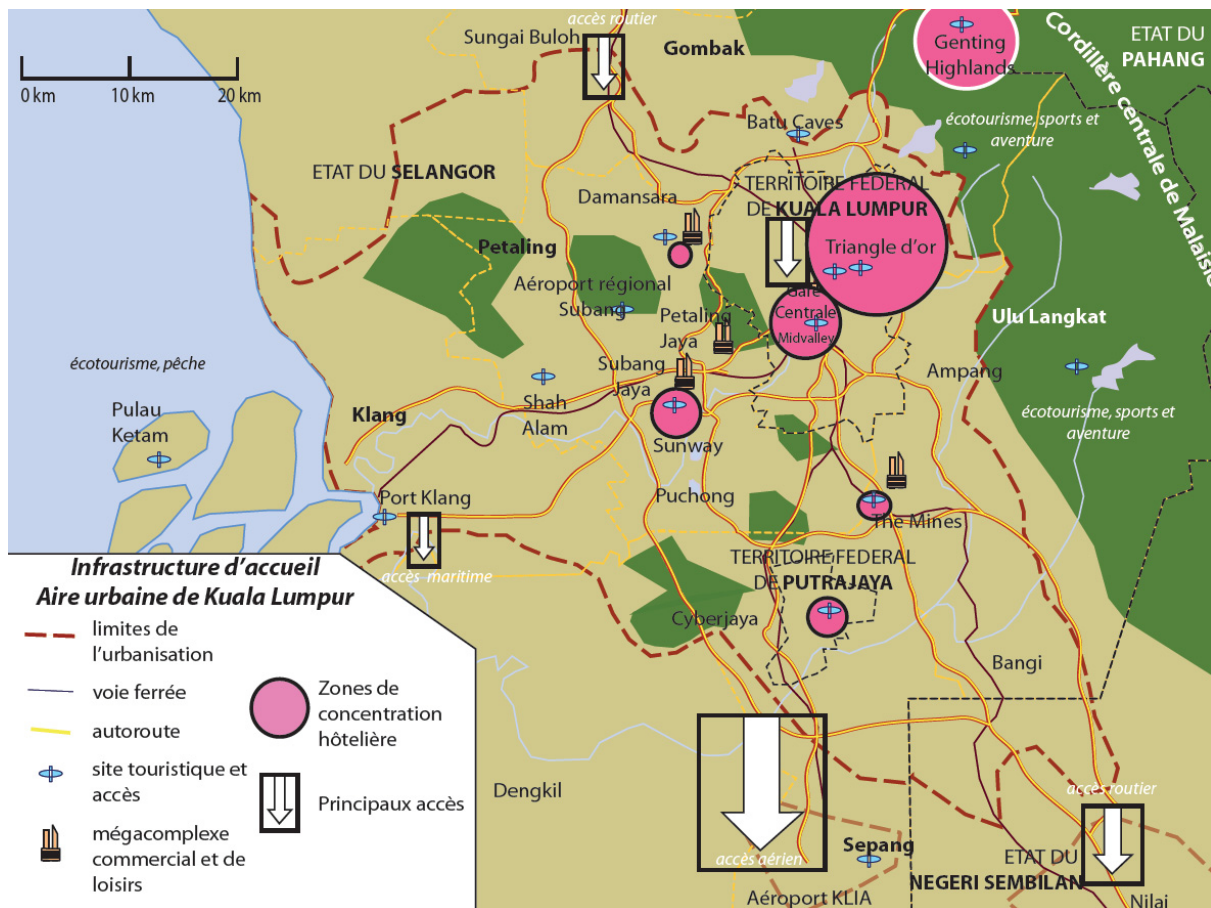 accès routier
Sungai Buloh
Gombak
Genting
Highlands
ETAT DU
PAHANG
Cordillère centrale de Malaisie
0 km
10 km
20 km
Batu Caves
écotourisme, sports et
aventure
ETAT DU SELANGOR
Damansara
TERRITOIRE FEDERAL
DE KUALA LUMPUR
Petaling
Triangle d'or
Aéroport régional
Subang
Gare
Centrale
Midvalley
Petaling
Jaya
Ulu Langkat
écotourisme, pêche
Subang
Jaya
Ampang
Pulau
Ketam
Klang
Shah
Alam
écotourisme, sports et
aventure
Sunway
Port Klang
Puchong
The Mines
accès maritime
TERRITOIRE FEDERAL
DE PUTRAJAYA
Cyberjaya
Bangi
Dengkil
accès routier
accès aérien
Sepang
ETAT DU
NEGERI SEMBILAN
Aéroport KLIA
Nilai
Infrastructure d'accueil
Aire urbaine de Kuala Lumpur
limites de
l'urbanisation
voie ferrée
autoroute
site touristique et
accès
mégacomplexe
commercial et de
loisirs
Zones de
concentration
hôtelière
Principaux accès